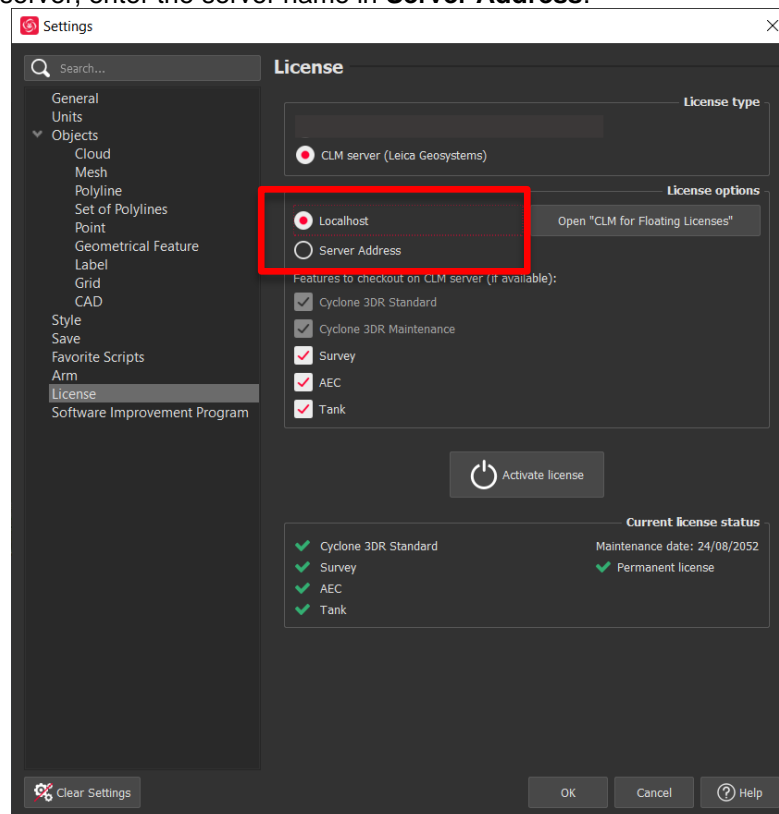 server, enter the server name in Server Address.
Settings
Search...
General
Units
Objects
Cloud
Mesh
Polyline
Set of Polylines
Point
Geometrical Feature
Label
Grid
CAD
Style
Save
Favorite Scripts
Arm
License
Software Improvement Program
Clear Settings
License
License type
CLM server (Leica Geosystems)
License options
Localhost
Open "CLM for Floating Licenses"
Server Address
Features to checkout on CLM server (if available):
Cyclone 3DR Standard
Cyclone 3DR Maintenance
Survey
AEC
Tank
Activate license
Current license status
Cyclone 3DR Standard
Maintenance date: 24/08/2052
Survey
Permanent license
AEC
Tank
OK
Cancel
Help